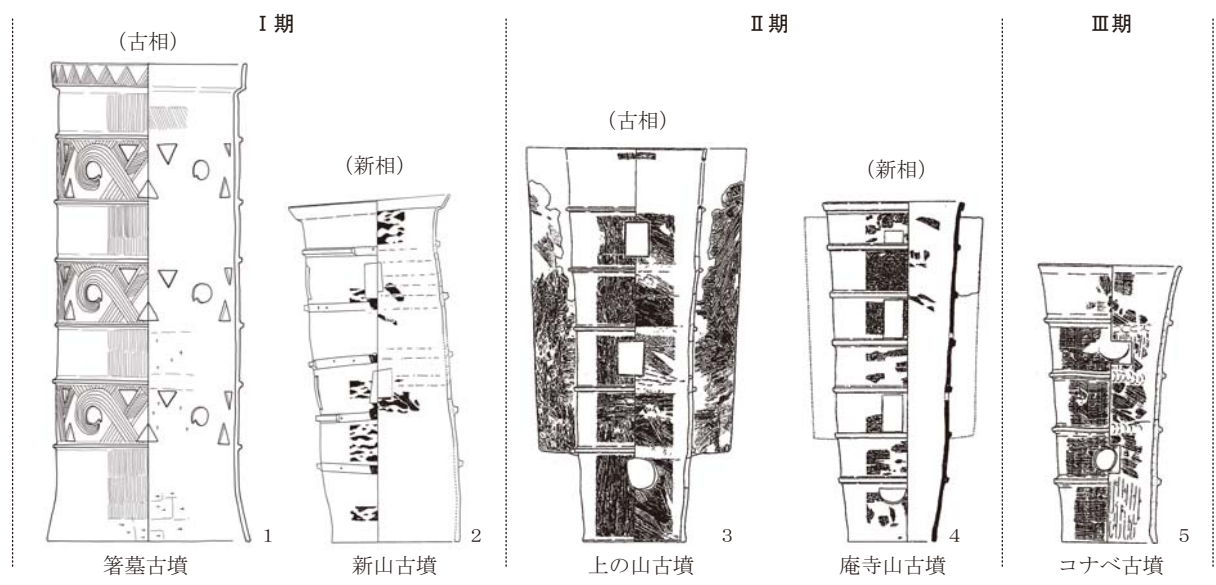 Ⅰ期
Ⅱ期
Ⅲ期
(古相)
(新相)
(古相)
(新相)
1
2
3
4
5
箸墓古墳
新山古墳
上の山古墳
庵寺山古墳
コナベ古墳